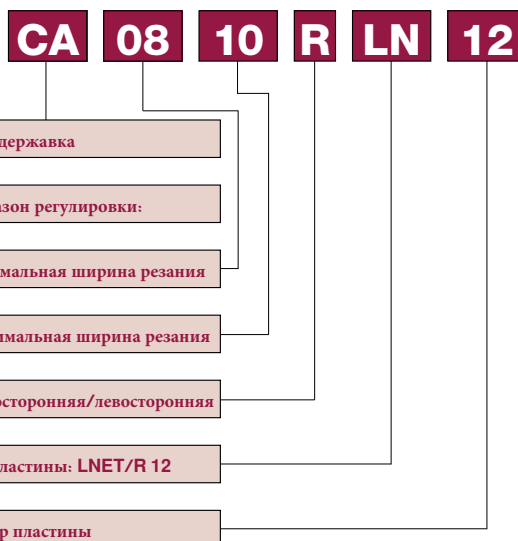 CA 08 10 R LN 12
державка
азон регулировки:
мальная ширина резания
имальная ширина резания
осторонняя/левосторонняя
ластины: LNET/R 12
р пластины